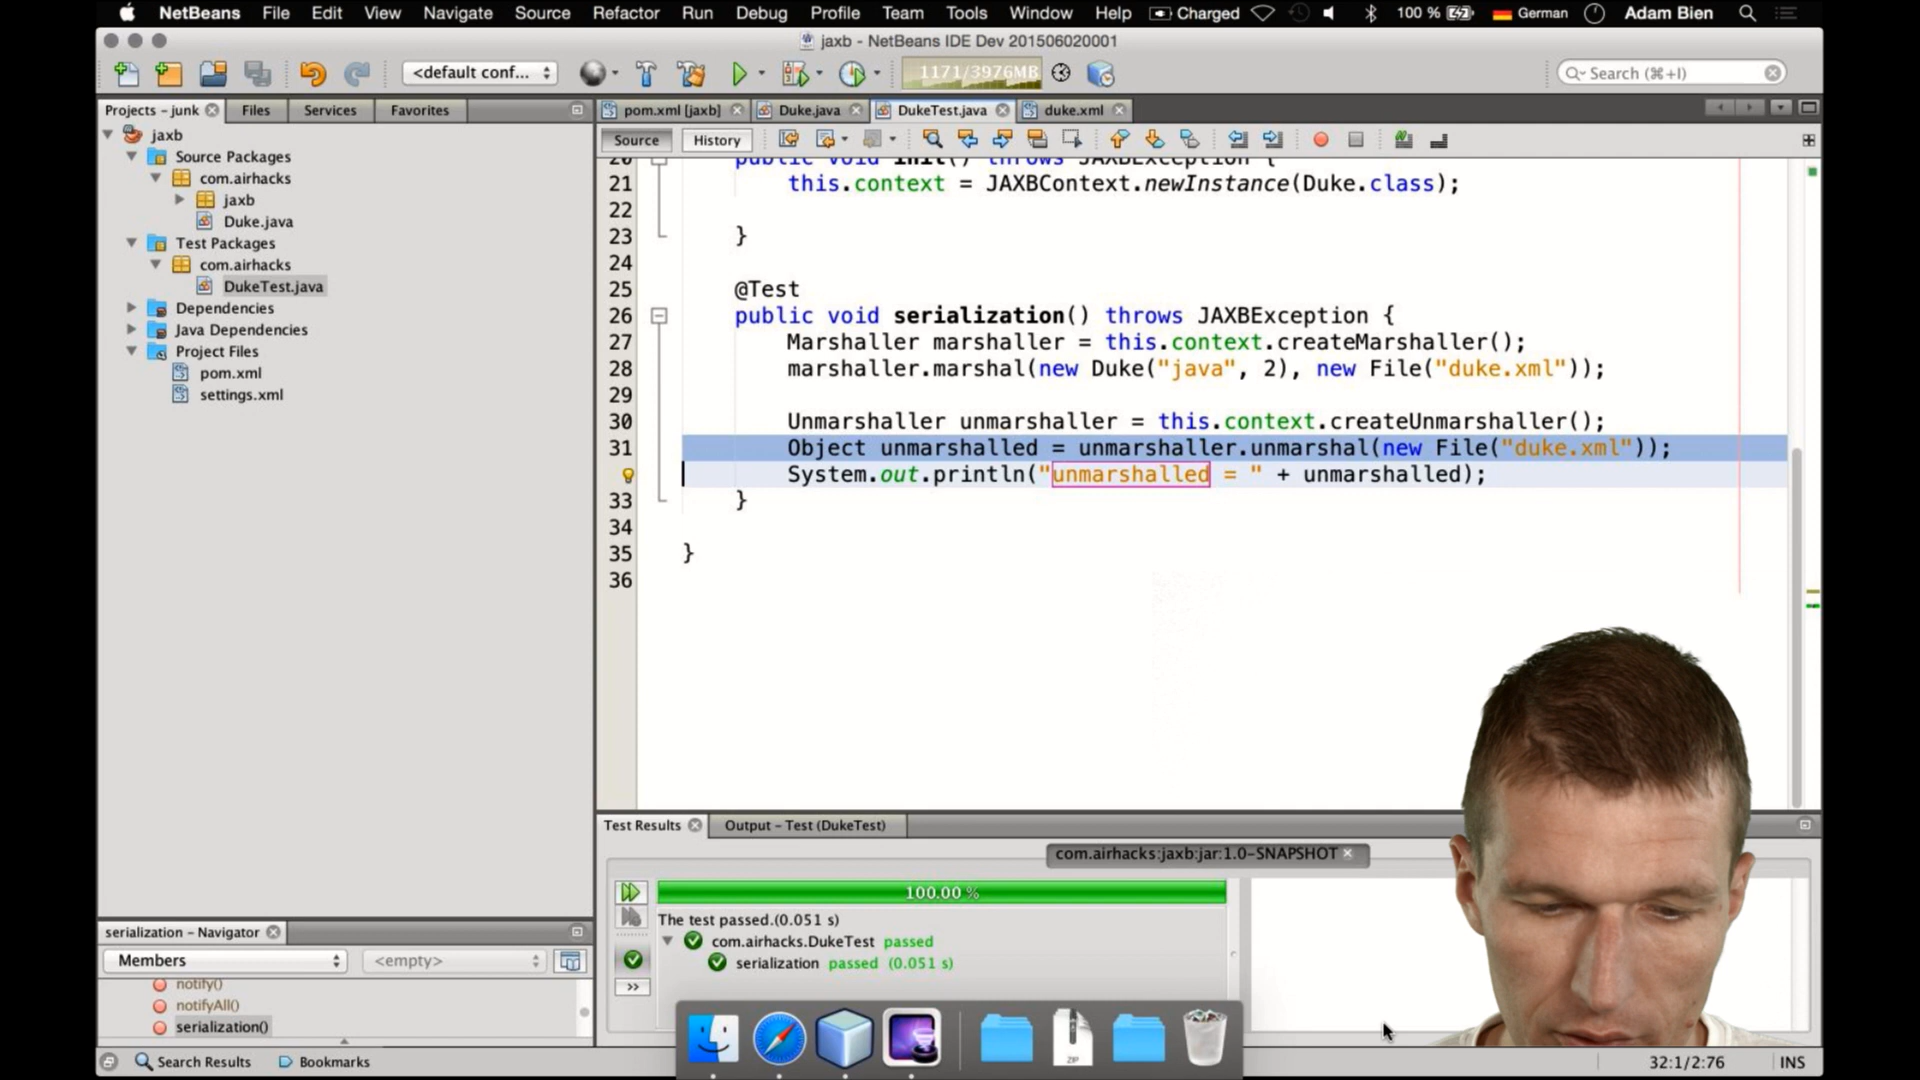 NetBeans File Edit View Navigate Source Refactor Run Debug Profile Team Tools Window Help Charged 100 % German Adam Bien
jaxb - NetBeans IDE Dev 201506020001
<default conf... 1171/3976MB Search (⌘+I)
Projects - junk Files Services Favorites
pom.xml [jaxb] Duke.java DukeTest.java duke.xml
Source History
jaxb
Source Packages
com.airhacks
jaxb
Duke.java
Test Packages
com.airhacks
DukeTest.java
Dependencies
Java Dependencies
Project Files
pom.xml
settings.xml
20 public void init() throws JAXBException {
21 this.context = JAXBContext.newInstance(Duke.class);
22
23 }
24
25 @Test
26 public void serialization() throws JAXBException {
27 Marshaller marshaller = this.context.createMarshaller();
28 marshaller.marshal(new Duke("java", 2), new File("duke.xml"));
29
30 Unmarshaller unmarshaller = this.context.createUnmarshaller();
31 Object unmarshalled = unmarshaller.unmarshal(new File("duke.xml"));
System.out.println("unmarshalled = " + unmarshalled);
33 }
34
35 }
36
Test Results Output - Test (DukeTest)
com.airhacks:jaxb:jar:1.0-SNAPSHOT
100.00 %
The test passed.(0.051 s)
com.airhacks.DukeTest passed
serialization passed (0.051 s)
>>
serialization - Navigator
Members <empty>
notify()
notifyAll()
serialization()
ZIP
Search Results Bookmarks
32:1/2:76 INS